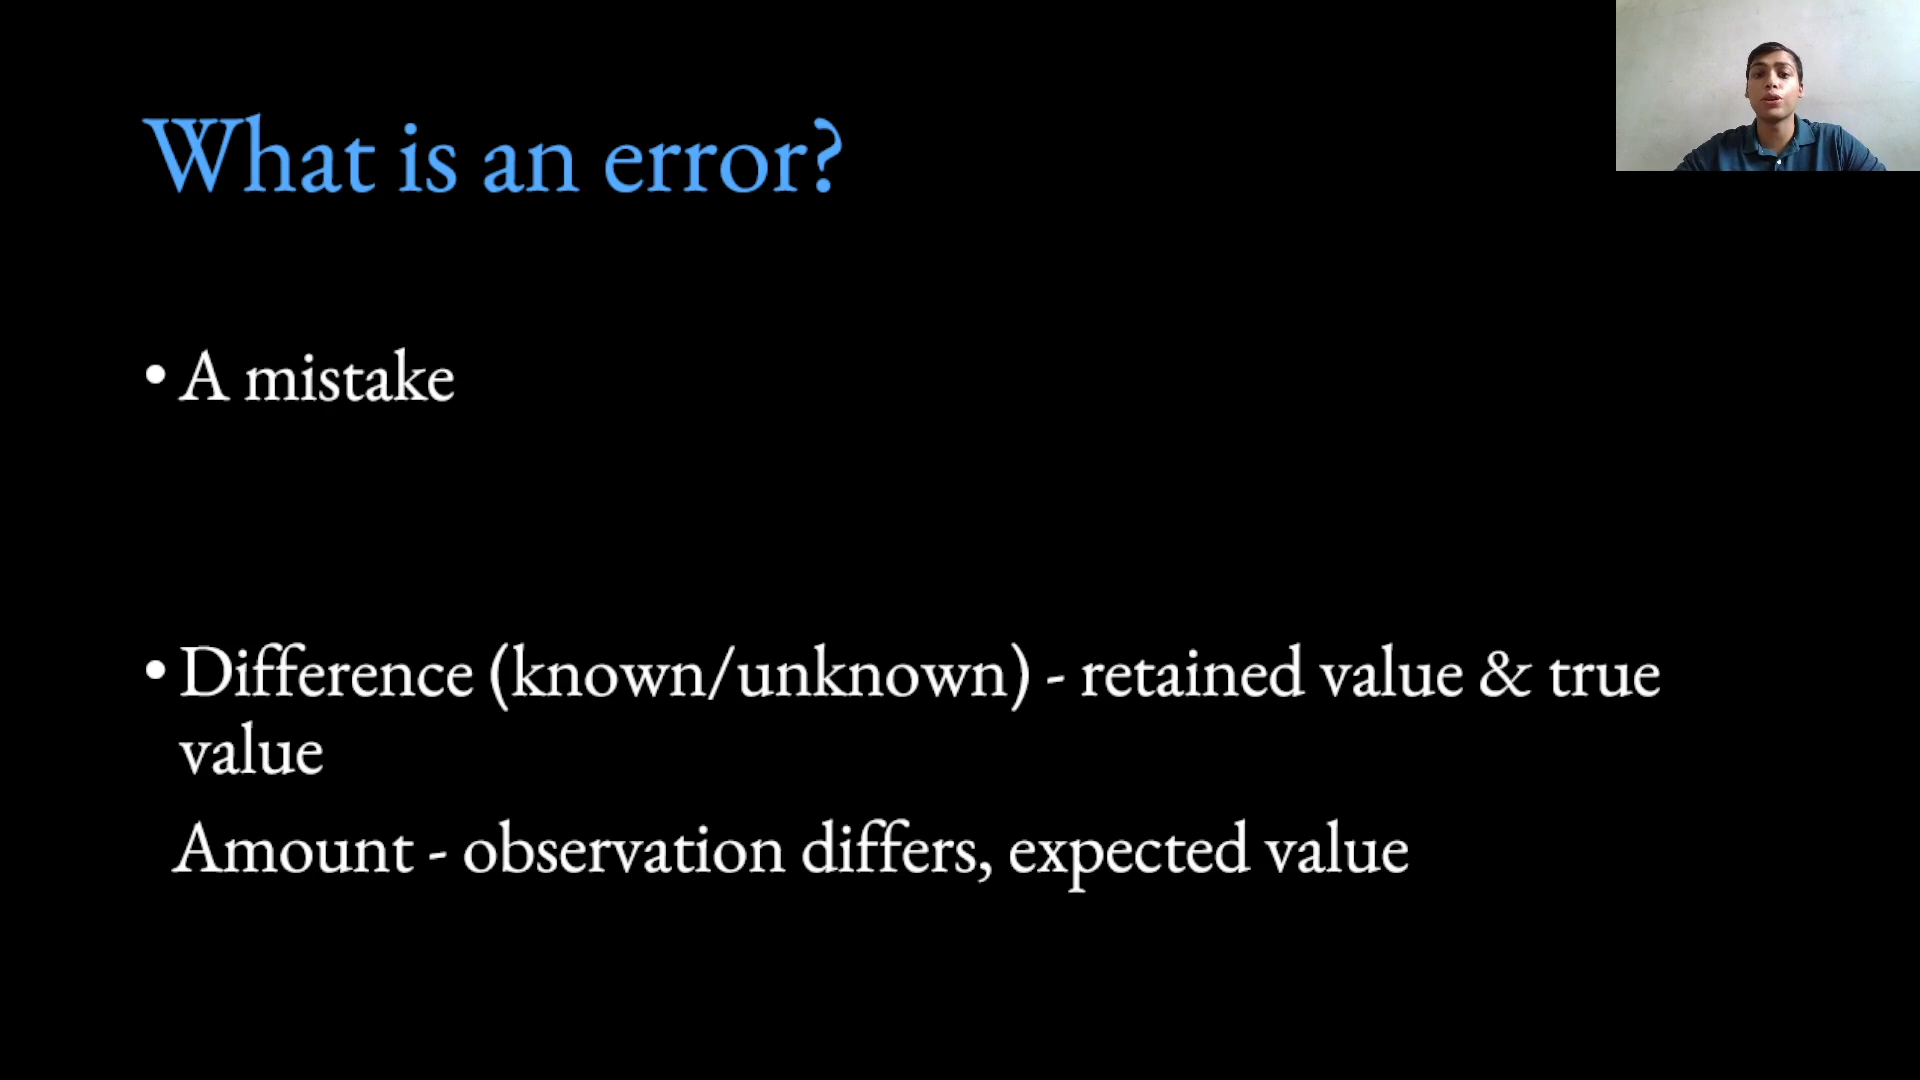 What is an error?
• A mistake
• Difference (known/unknown) - retained value & true
value
Amount - observation differs, expected value